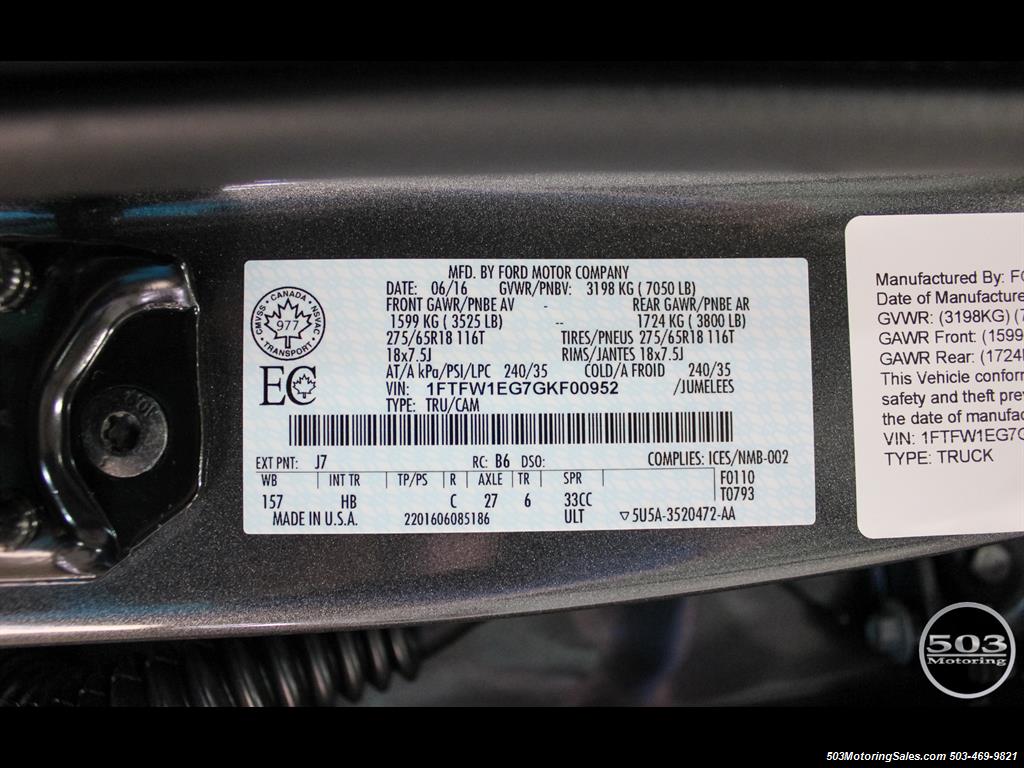 MFD. BY FORD MOTOR COMPANY
DATE: 06/16 GVWR/PNBV: 3198 KG ( 7050 LB)
FRONT GAWR/PNBE AV - REAR GAWR/PNBE AR
1599 KG ( 3525 LB) -- 1724 KG ( 3800 LB)
275/65R18 116T TIRES/PNEUS 275/65R18 116T
18x7.5J RIMS/JANTES 18x7.5J
AT/A kPa/PSI/LPC 240/35 COLD/A FROID 240/35
VIN: 1FTFW1EG7GKF00952 /JUMELEES
TYPE: TRU/CAM
CANADA
CMVSS 977 NSVAC
TRANSPORT
EC
EXT PNT: J7 RC: B6 DSO: COMPLIES: ICES/NMB-002
WB INT TR TP/PS R AXLE TR SPR F0110
157 HB C 27 6 33CC T0793
MADE IN U.S.A. 2201606085186 ULT ▽5U5A-3520472-AA
Manufactured By: FO
Date of Manufacture
GVWR: (3198KG) (7
GAWR Front: (1599
GAWR Rear: (1724
This Vehicle conform
safety and theft prev
the date of manufac
VIN: 1FTFW1EG7G
TYPE: TRUCK
503
Motoring
503MotoringSales.com 503-469-9821